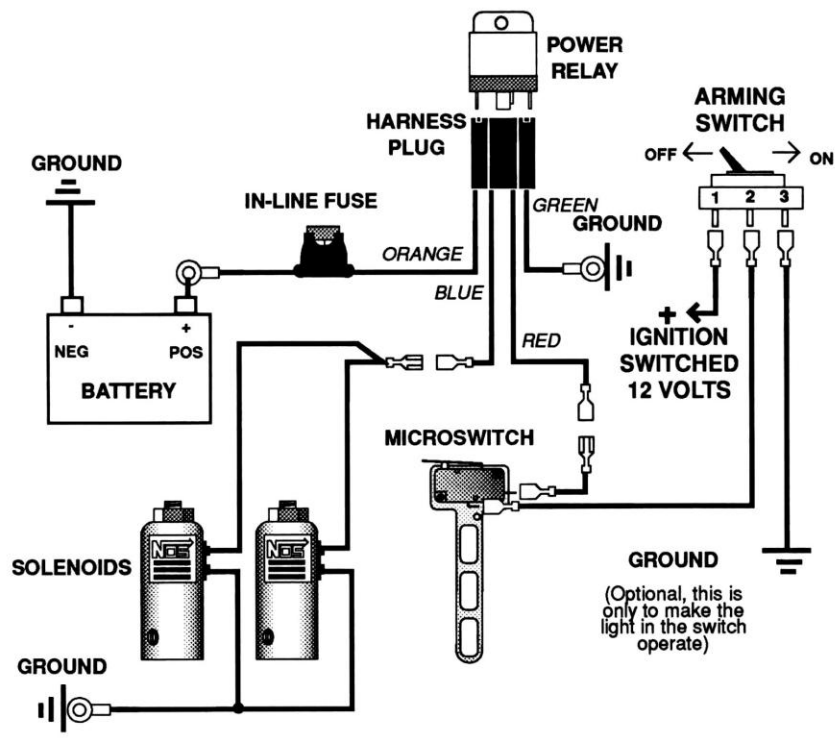 POWER
RELAY
ARMING
SWITCH
HARNESS
PLUG
OFF
ON
GROUND
1 2 3
IN-LINE FUSE
GREEN
GROUND
ORANGE
BLUE
+
IGNITION
SWITCHED
12 VOLTS
- +
NEG POS
RED
BATTERY
MICROSWITCH
NOS NOS
SOLENOIDS
GROUND
(Optional, this is
only to make the
light in the switch
operate)
GROUND